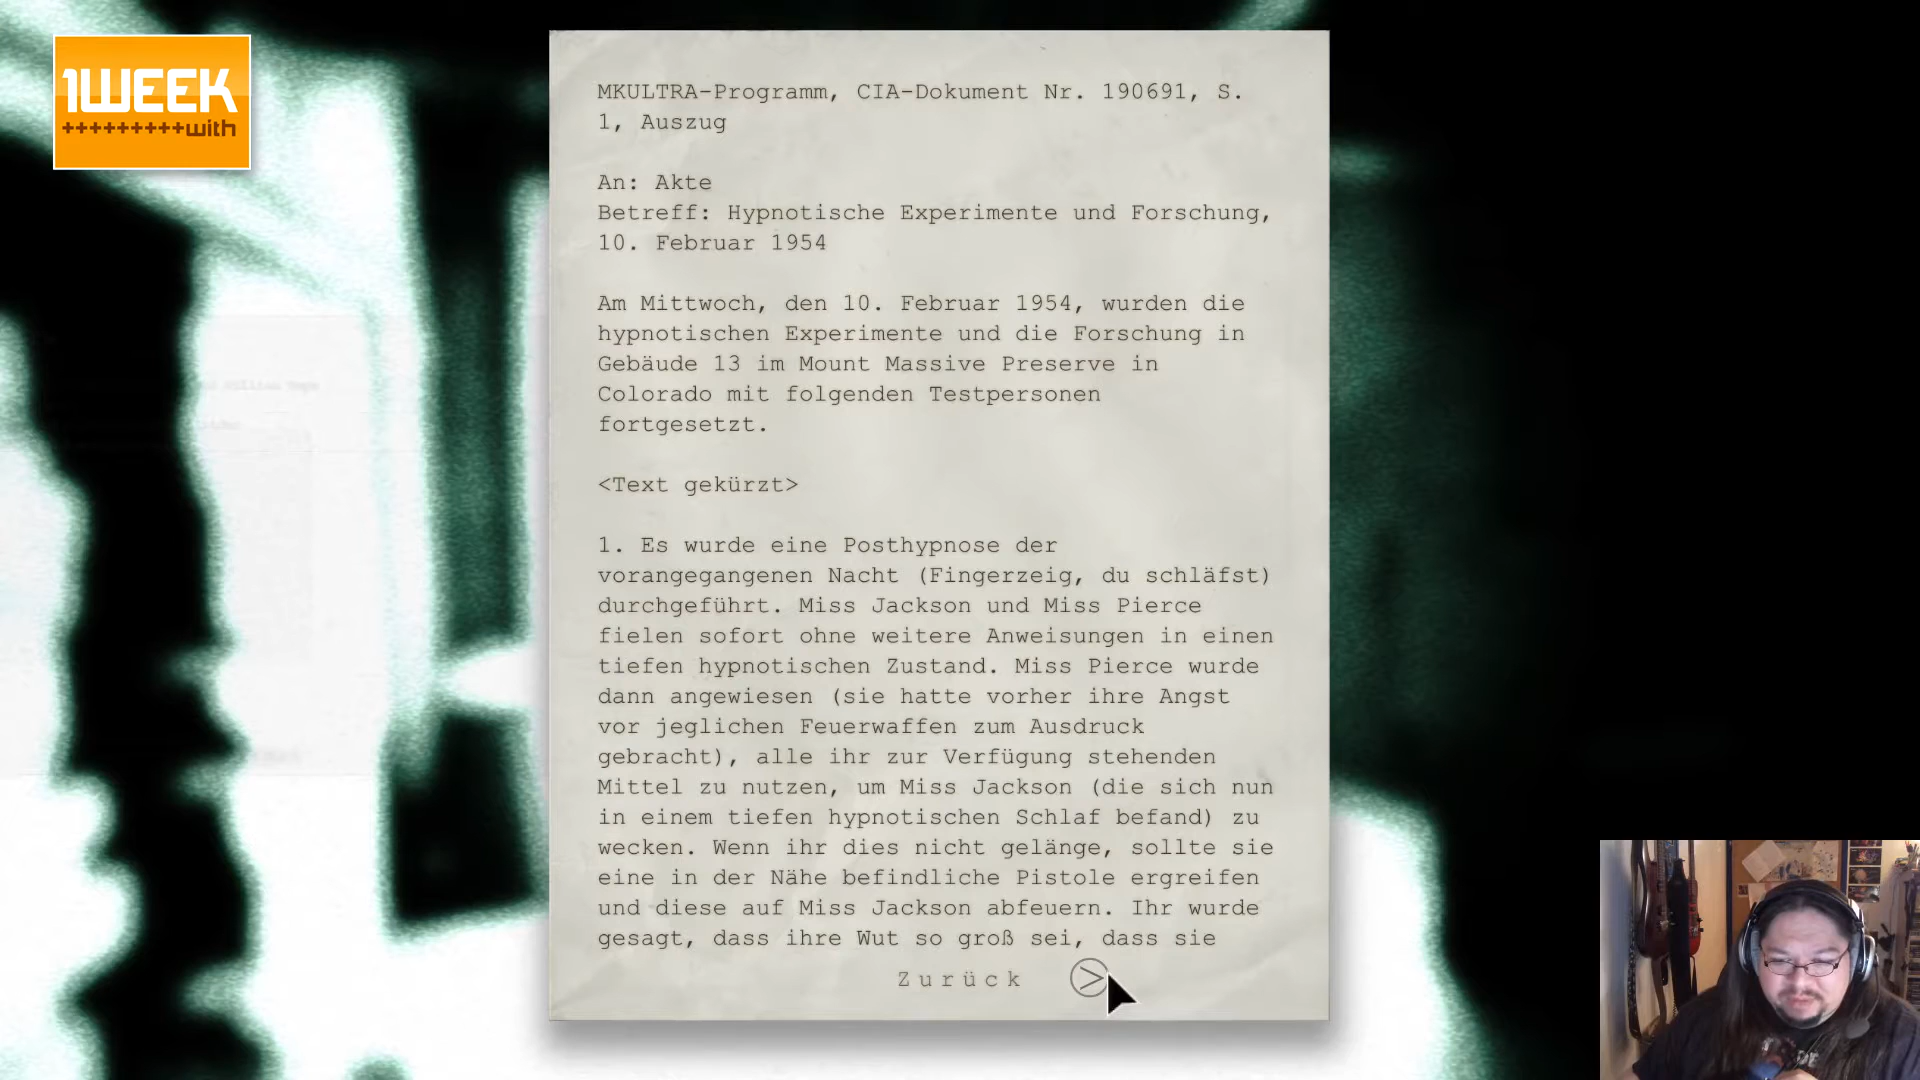 1WEEK
+++++++++with
MKULTRA-Programm, CIA-Dokument Nr. 190691, S.
1, Auszug
An: Akte
Betreff: Hypnotische Experimente und Forschung,
10. Februar 1954
Am Mittwoch, den 10. Februar 1954, wurden die
hypnotischen Experimente und die Forschung in
Gebäude 13 im Mount Massive Preserve in
Colorado mit folgenden Testpersonen
fortgesetzt.
<Text gekürzt>
1. Es wurde eine Posthypnose der
vorangegangenen Nacht (Fingerzeig, du schläfst)
durchgeführt. Miss Jackson und Miss Pierce
fielen sofort ohne weitere Anweisungen in einen
tiefen hypnotischen Zustand. Miss Pierce wurde
dann angewiesen (sie hatte vorher ihre Angst
vor jeglichen Feuerwaffen zum Ausdruck
gebracht), alle ihr zur Verfügung stehenden
Mittel zu nutzen, um Miss Jackson (die sich nun
in einem tiefen hypnotischen Schlaf befand) zu
wecken. Wenn ihr dies nicht gelänge, sollte sie
eine in der Nähe befindliche Pistole ergreifen
und diese auf Miss Jackson abfeuern. Ihr wurde
gesagt, dass ihre Wut so groß sei, dass sie
Zurück >